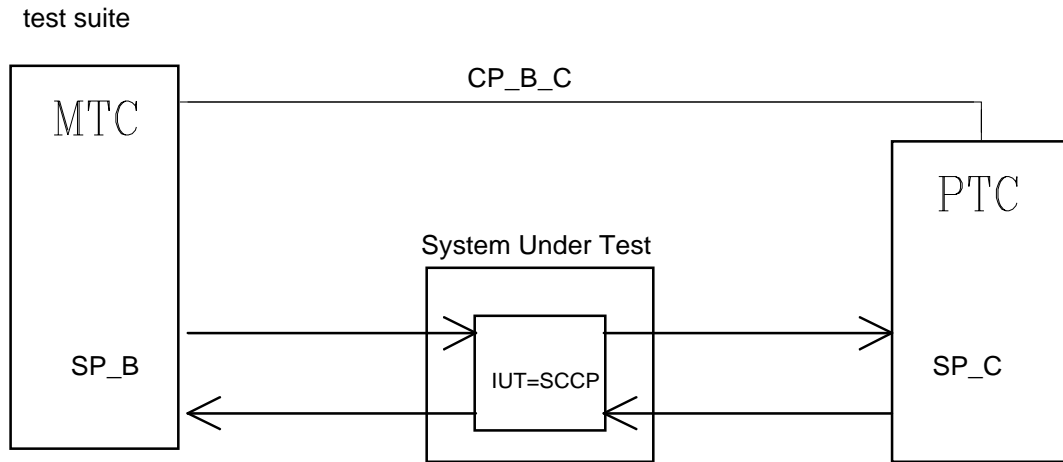 test suite
CP_B_C
MTC
PTC
System Under Test
SP_B
IUT=SCCP
SP_C